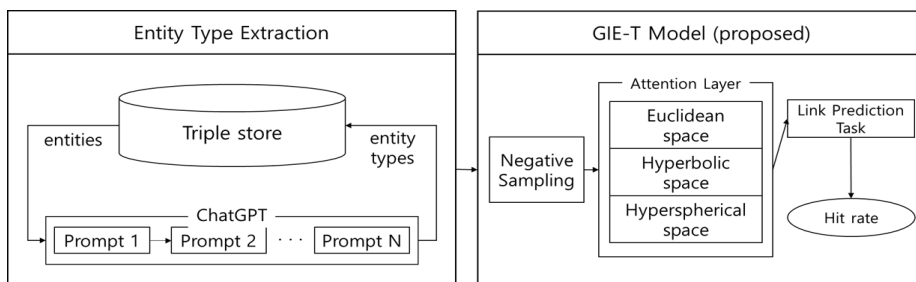 Entity Type Extraction
Triple store
entities
entity
types
ChatGPT
Prompt 1
Prompt 2
· · ·
Prompt N
GIE-T Model (proposed)
Negative
Sampling
Attention Layer
Euclidean
space
Hyperbolic
space
Hyperspherical
space
Link Prediction
Task
Hit rate